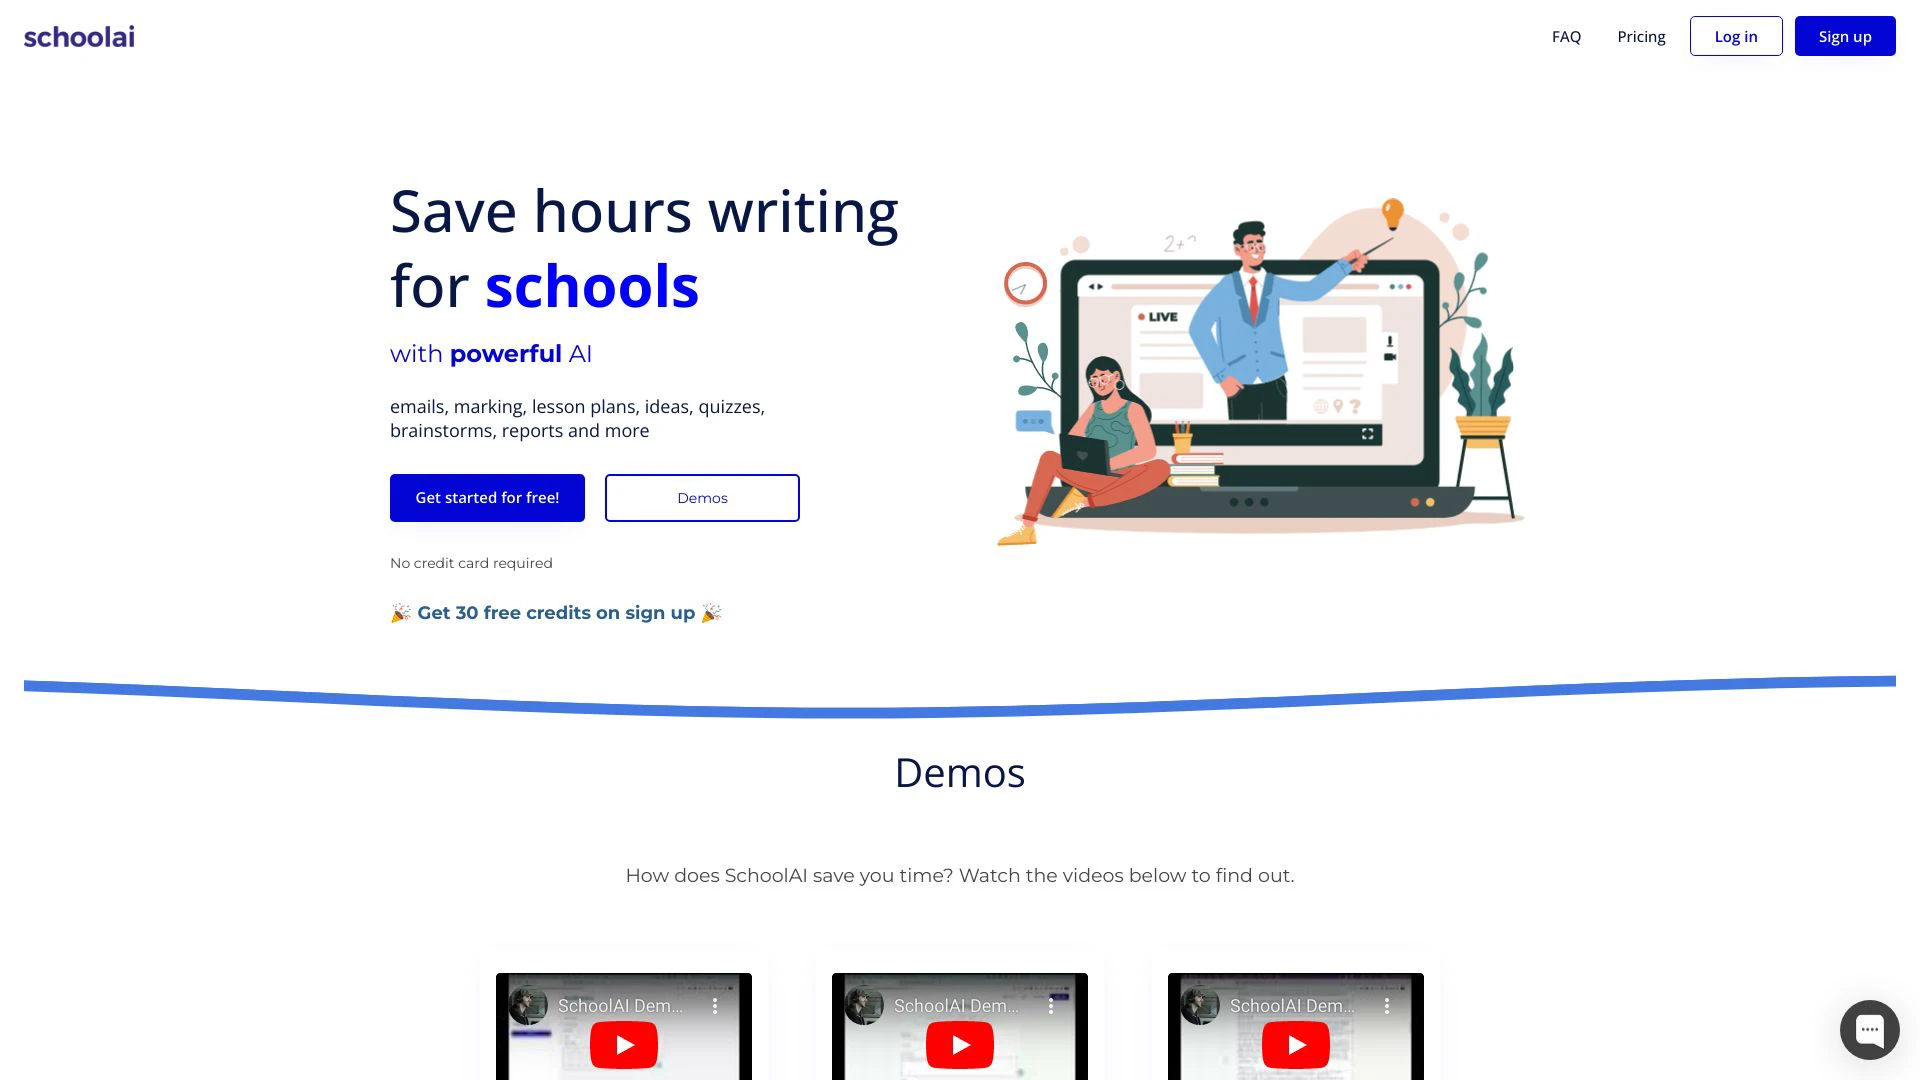 schoolai
FAQ
Pricing
Log in
Sign up
Save hours writing
for schools
with powerful AI
emails, marking, lesson plans, ideas, quizzes,
brainstorms, reports and more
Get started for free!
Demos
No credit card required
🎉 Get 30 free credits on sign up 🎉
2+2
LIVE
?
Demos
How does SchoolAI save you time? Watch the videos below to find out.
SchoolAI Dem...
SchoolAI Dem...
SchoolAI Dem...